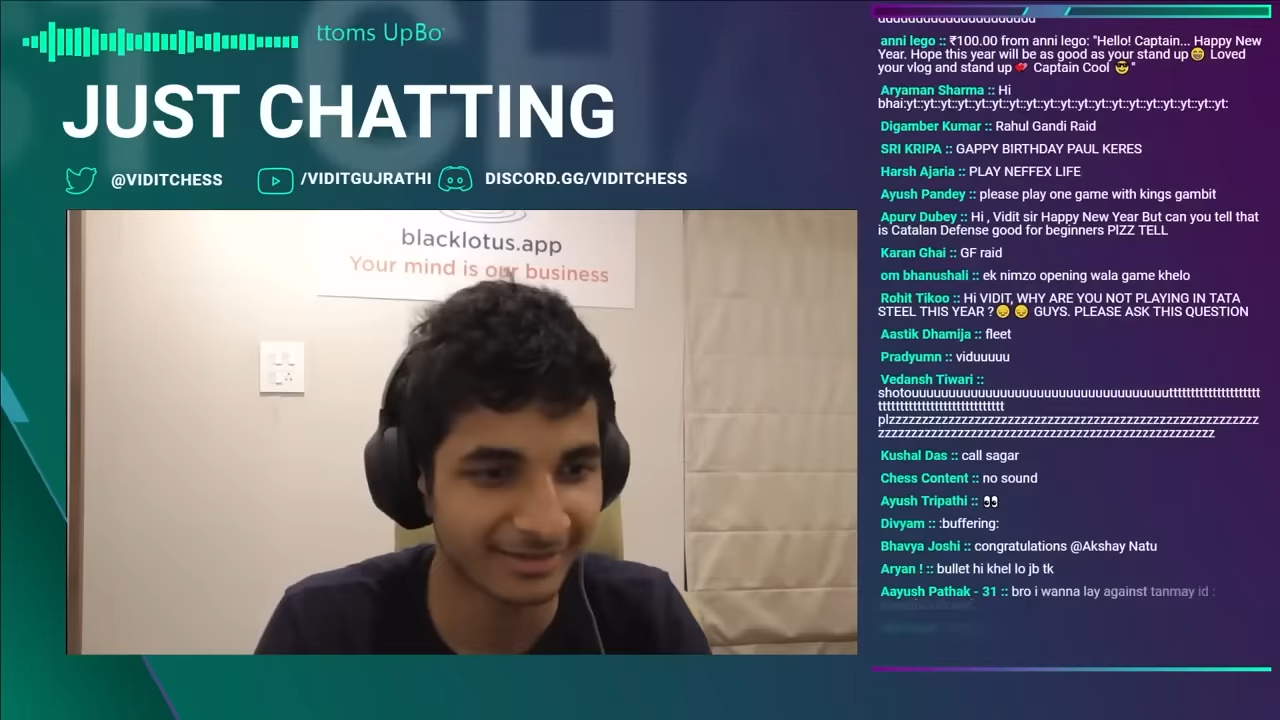 ttoms UpBo
JUST CHATTING
@VIDITCHESS
/VIDITGUJRATHI
DISCORD.GG/VIDITCHESS
blacklotus.app
Your mind is our business
anni lego :: ₹100.00 from anni lego: "Hello! Captain... Happy New
Year. Hope this year will be as good as your stand up😁 Loved
your vlog and stand up💓 Captain Cool 😎"
Aryaman Sharma :: Hi
bhai:yt::yt::yt::yt::yt::yt::yt::yt::yt::yt::yt::yt::yt::yt::yt::yt::yt::yt::yt::yt:
Digamber Kumar :: Rahul Gandi Raid
SRI KRIPA :: GAPPY BIRTHDAY PAUL KERES
Harsh Ajaria :: PLAY NEFFEX LIFE
Ayush Pandey :: please play one game with kings gambit
Apurv Dubey :: Hi , Vidit sir Happy New Year But can you tell that
is Catalan Defense good for beginners PIZZ TELL
Karan Ghai :: GF raid
om bhanushali :: ek nimzo opening wala game khelo
Rohit Tikoo :: Hi VIDIT, WHY ARE YOU NOT PLAYING IN TATA
STEEL THIS YEAR ?😞😞 GUYS. PLEASE ASK THIS QUESTION
Aastik Dhamija :: fleet
Pradyumn :: viduuuuu
Vedansh Tiwari ::
shotouuuuuuuuuuuuuuuuuuuuuuuuuuuuuuuuuuutttttttttttttttttttt
tttttttttttttttttttttttttttt
plzzzzzzzzzzzzzzzzzzzzzzzzzzzzzzzzzzzzzzzzzzzzzzzzzzzzzzzz
zzzzzzzzzzzzzzzzzzzzzzzzzzzzzzzzzzzzzzzzzzzzzzzzzzz
Kushal Das :: call sagar
Chess Content :: no sound
Ayush Tripathi :: 👀
Divyam :: :buffering:
Bhavya Joshi :: congratulations @Akshay Natu
Aryan ! :: bullet hi khel lo jb tk
Aayush Pathak - 31 :: bro i wanna lay against tanmay id :